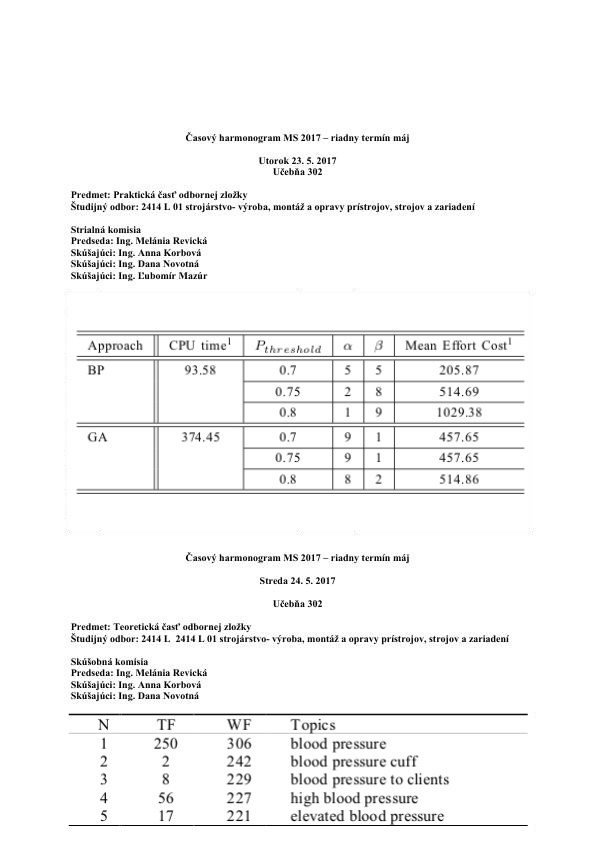 Časový harmonogram MS 2017 – riadny termín máj
Utorok 23. 5. 2017
Učebňa 302
Predmet: Praktická časť odbornej zložky
Študijný odbor: 2414 L 01 strojárstvo- výroba, montáž a opravy prístrojov, strojov a zariadení
Strialná komisia
Predseda: Ing. Melánia Revická
Skúšajúci: Ing. Anna Korbová
Skúšajúci: Ing. Dana Novotná
Skúšajúci: Ing. Ľubomír Mazúr
Approach CPU time¹ P_threshold α β Mean Effort Cost¹
BP 93.58 0.7 5 5 205.87
0.75 2 8 514.69
0.8 1 9 1029.38
GA 374.45 0.7 9 1 457.65
0.75 9 1 457.65
0.8 8 2 514.86
Časový harmonogram MS 2017 – riadny termín máj
Streda 24. 5. 2017
Učebňa 302
Predmet: Teoretická časť odbornej zložky
Študijný odbor: 2414 L 2414 L 01 strojárstvo- výroba, montáž a opravy prístrojov, strojov a zariadení
Skúšobná komisia
Predseda: Ing. Melánia Revická
Skúšajúci: Ing. Anna Korbová
Skúšajúci: Ing. Dana Novotná
N TF WF Topics
1 250 306 blood pressure
2 2 242 blood pressure cuff
3 8 229 blood pressure to clients
4 56 227 high blood pressure
5 17 221 elevated blood pressure